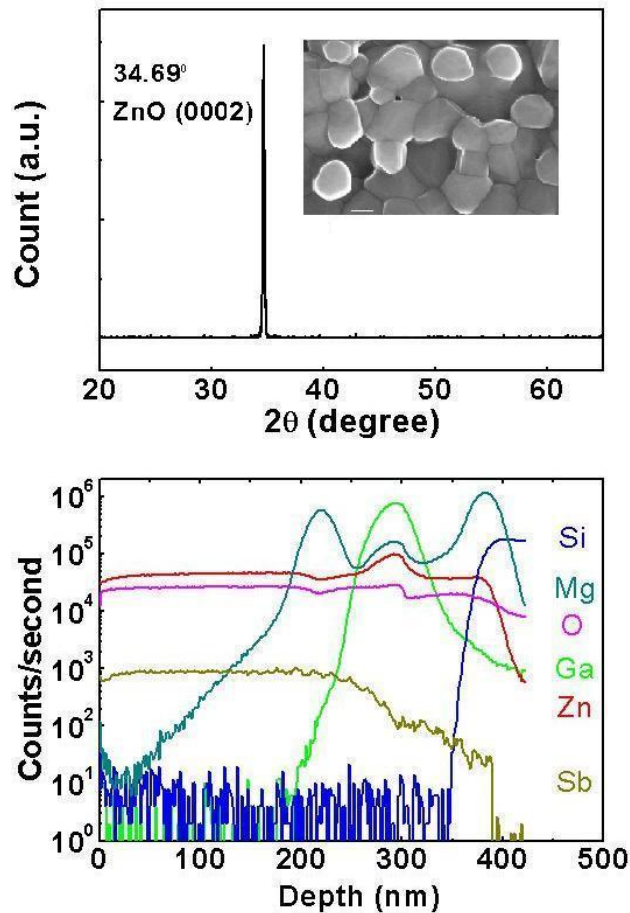 34.69⁰
ZnO (0002)
Count (a.u.)
20 30 40 50 60
2θ (degree)
10⁶
10⁵
10⁴
10³
10²
10¹
10⁰
Counts/second
Si
Mg
O
Ga
Zn
Sb
0 100 200 300 400 500
Depth (nm)